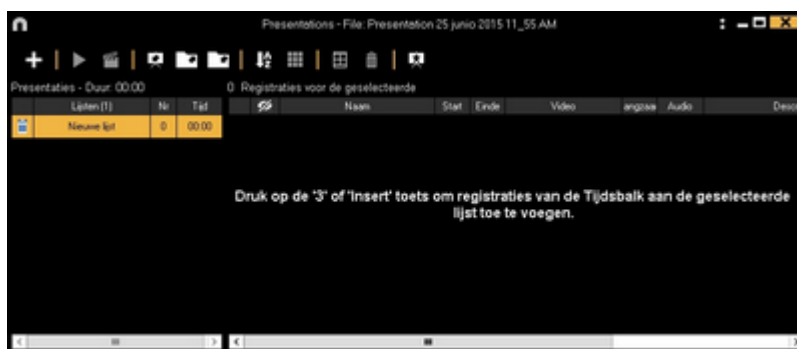 Presentations - File: Presentation 25 junio 2015 11_55 AM
Presentaties - Duur: 00:00
0 Registraties voor de geselecteerde
Lijsten (1) Nr Tijd
Naam Start Einde Video angzaa Audio Desc
Nieuwe lijst 0 00:00
Druk op de '3' of 'Insert' toets om registraties van de Tijdsbalk aan de geselecteerde
lijst toe te voegen.